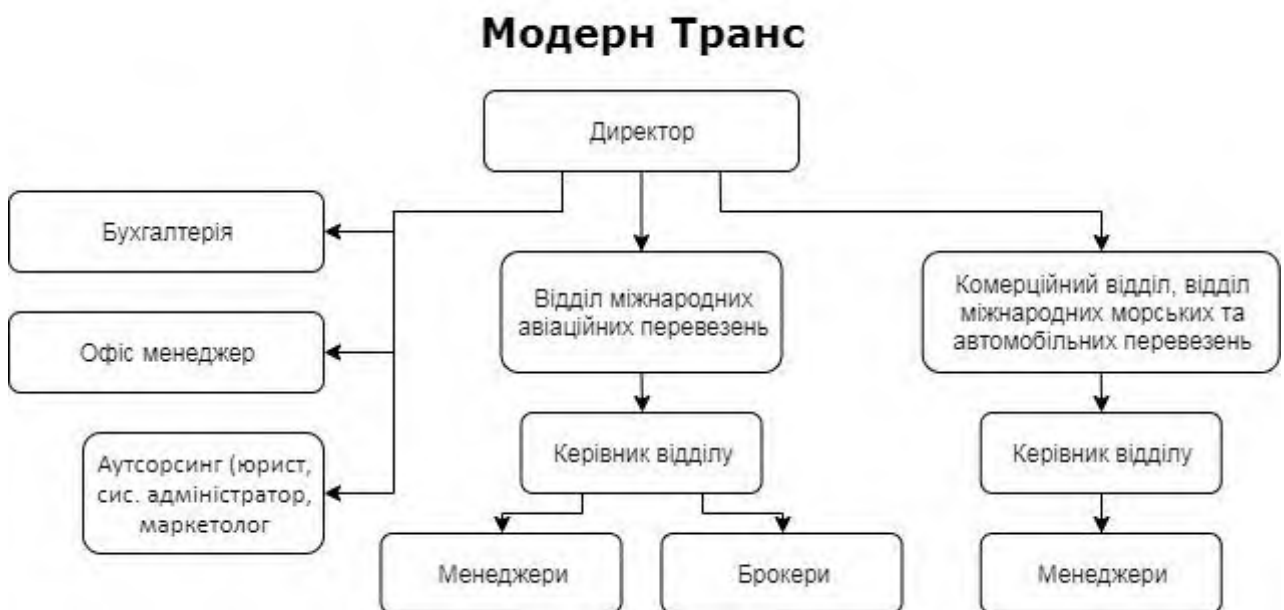 Модерн Транс
Директор
Бухгалтерія
Офіс менеджер
Аутсорсинг (юрист,
сис. адміністратор,
маркетолог
Відділ міжнародних
авіаційних перевезень
Керівник відділу
Менеджери
Брокери
Комерційний відділ, відділ
міжнародних морських та
автомобільних перевезень
Керівник відділу
Менеджери